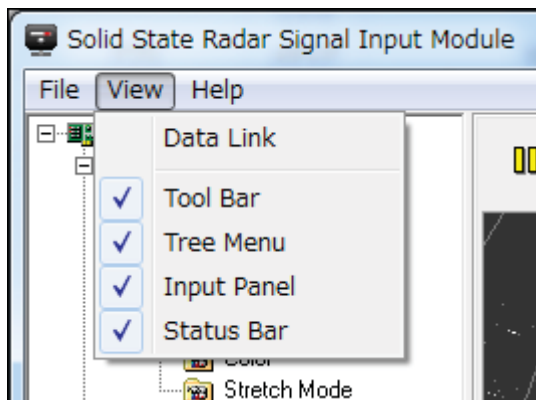 Solid State Radar Signal Input Module
File View Help
Data Link
Tool Bar
Tree Menu
Input Panel
Status Bar
Color
Stretch Mode